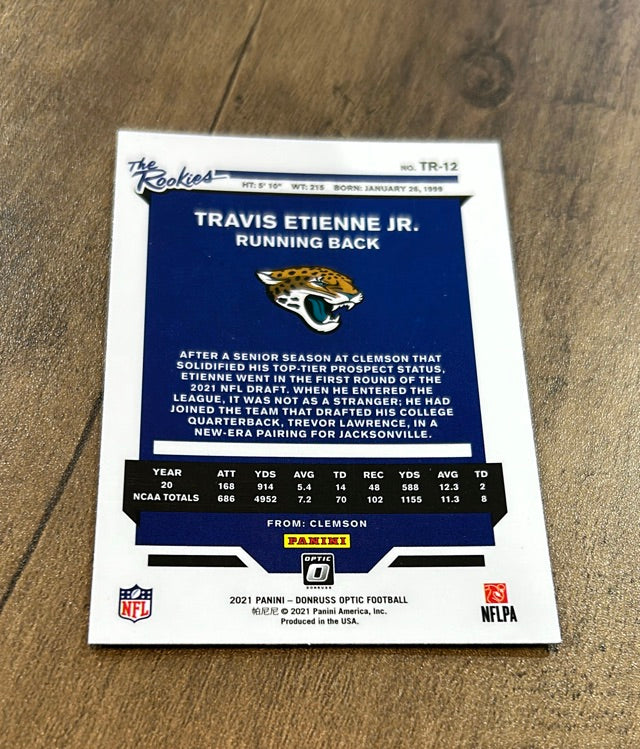 The Rookies
NO. TR-12
HT: 5' 10" WT: 215 BORN: JANUARY 26, 1999
TRAVIS ETIENNE JR.
RUNNING BACK
AFTER A SENIOR SEASON AT CLEMSON THAT
SOLIDIFIED HIS TOP-TIER PROSPECT STATUS,
ETIENNE WENT IN THE FIRST ROUND OF THE
2021 NFL DRAFT. WHEN HE ENTERED THE
LEAGUE, IT WAS NOT AS A STRANGER; HE HAD
JOINED THE TEAM THAT DRAFTED HIS COLLEGE
QUARTERBACK, TREVOR LAWRENCE, IN A
NEW-ERA PAIRING FOR JACKSONVILLE.
YEAR ATT YDS AVG TD REC YDS AVG TD
20 168 914 5.4 14 48 588 12.3 2
NCAA TOTALS 686 4952 7.2 70 102 1155 11.3 8
FROM: CLEMSON
PANINI
OPTIC
DONRUSS
2021 PANINI – DONRUSS OPTIC FOOTBALL
帕尼尼 © 2021 Panini America, Inc.
Produced in the USA.
NFL
NFLPA